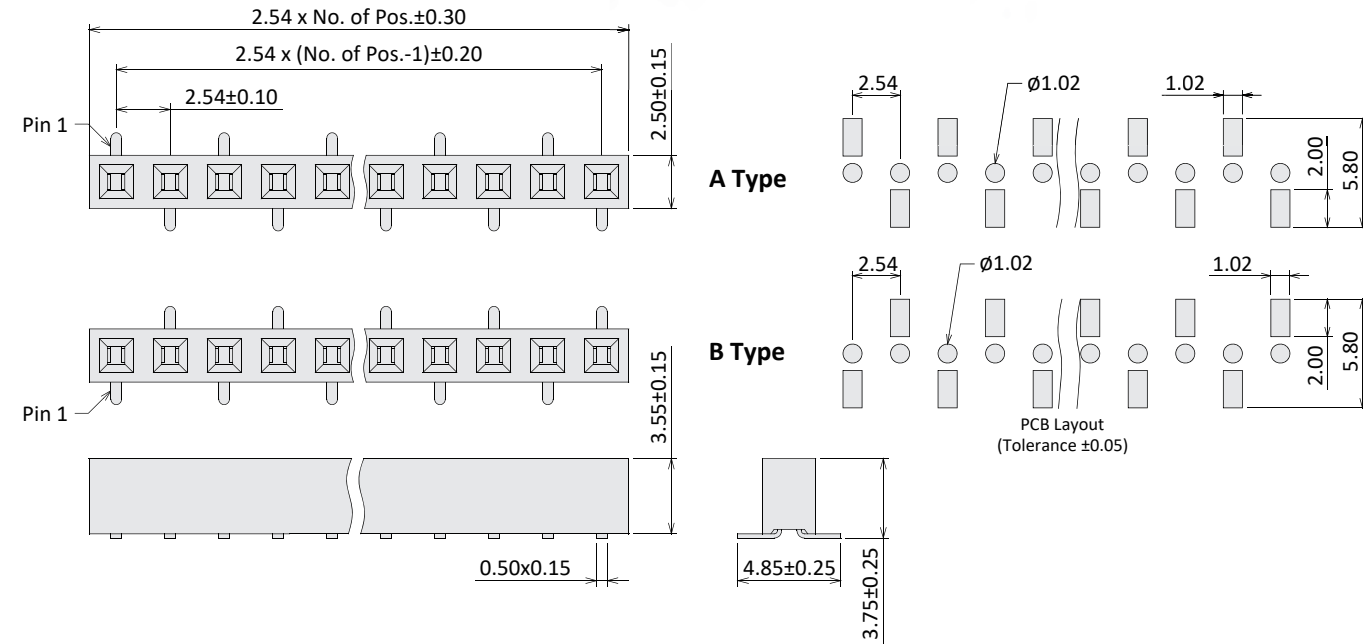 2.54 x No. of Pos.±0.30
2.54 x (No. of Pos.-1)±0.20
2.54±0.10
Pin 1
2.50±0.15
A Type
2.54
ø1.02
1.02
2.00
5.80
B Type
2.54
ø1.02
1.02
2.00
5.80
PCB Layout
(Tolerance ±0.05)
Pin 1
3.55±0.15
0.50x0.15
4.85±0.25
3.75±0.25